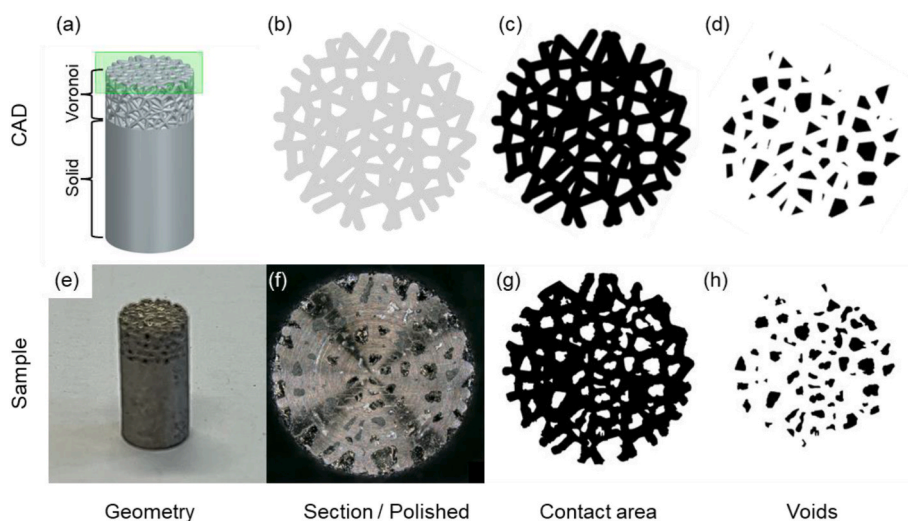 (a) (b) (c) (d)
CAD
Voronoi
Solid
(e) (f) (g) (h)
Sample
Geometry Section / Polished Contact area Voids